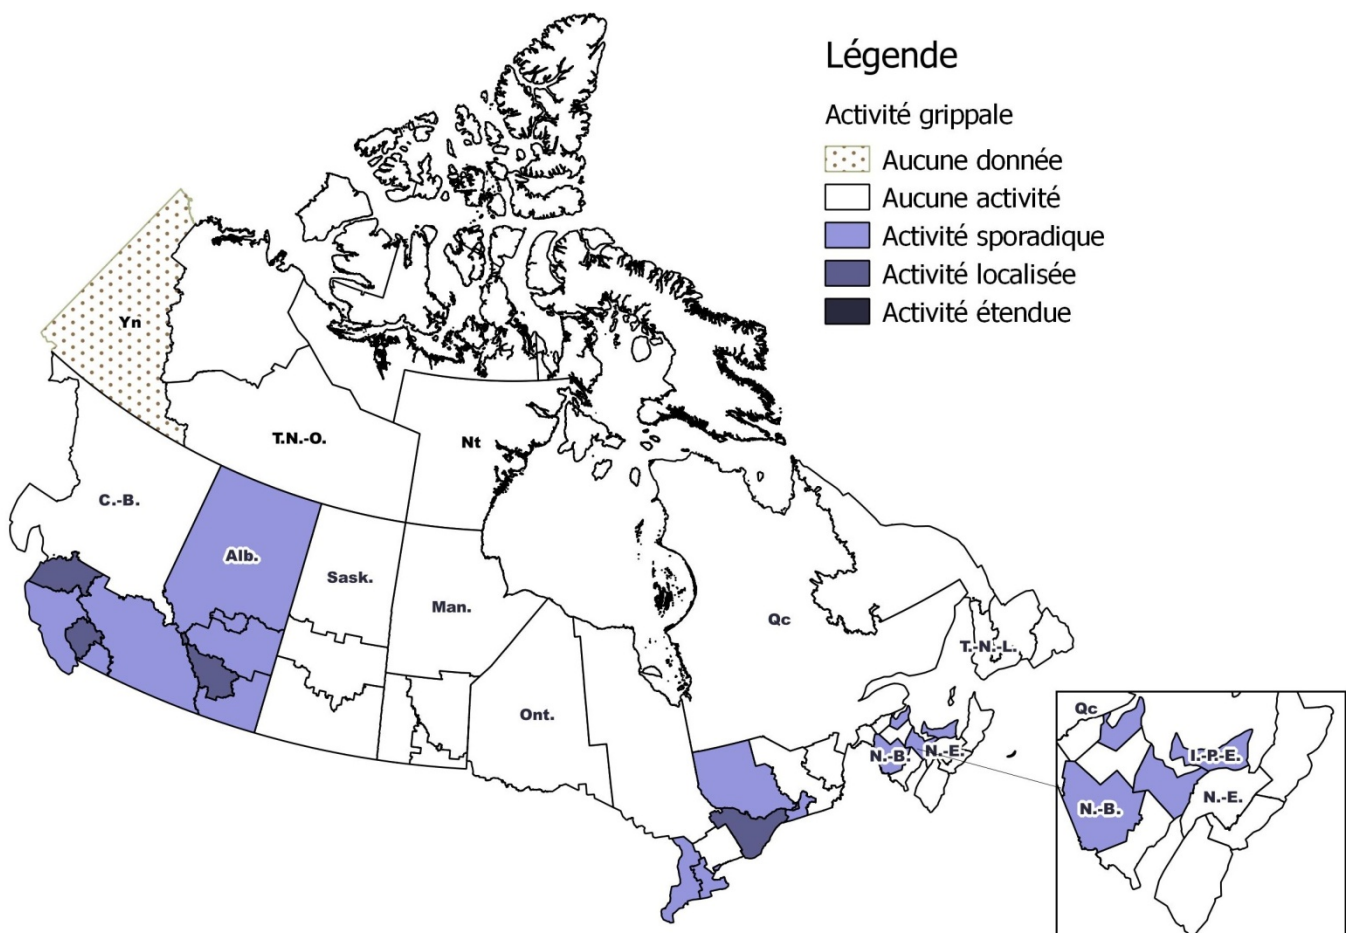 Légende
Activité grippale
Aucune donnée
Aucune activité
Activité sporadique
Activité localisée
Activité étendue
Yn
T.N.-O.
Nt
C.-B.
Alb.
Sask.
Man.
Qc
T.-N.-L.
Ont.
N.-B.
N.-E.
Qc
I.-P.-E.
N.-B.
N.-E.